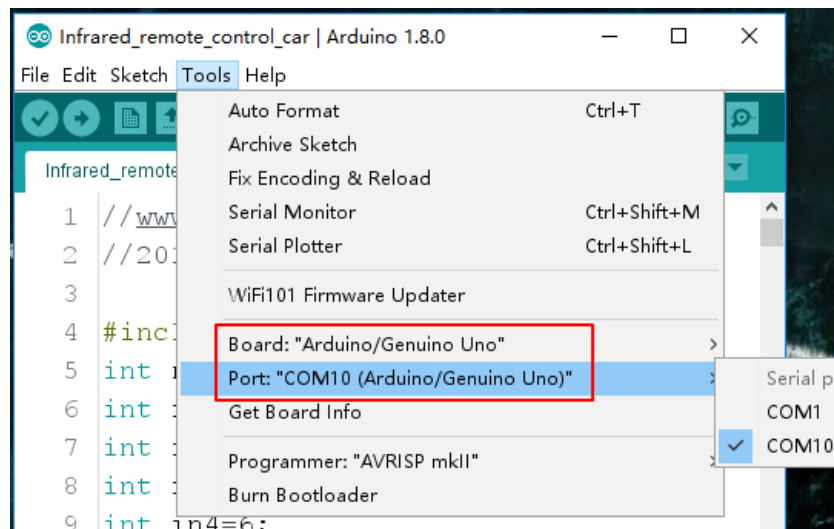 Infrared_remote_control_car | Arduino 1.8.0
File Edit Sketch Tools Help
Auto Format Ctrl+T
Archive Sketch
Infrared_remote
Fix Encoding & Reload
1 //www
Serial Monitor Ctrl+Shift+M
2 //201
Serial Plotter Ctrl+Shift+L
3
WiFi101 Firmware Updater
4 #incl
Board: "Arduino/Genuino Uno"
5 int
Port: "COM10 (Arduino/Genuino Uno)"
Serial p
6 int
Get Board Info
COM1
7 int
COM10
Programmer: "AVRISP mkII"
8 int
Burn Bootloader
9 int in4=6;